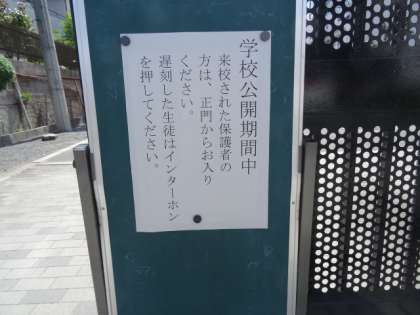 学校公開期間中
来校された保護者の
方は、正門からお入り
ください。
遅刻した生徒はインターホン
を押してください。